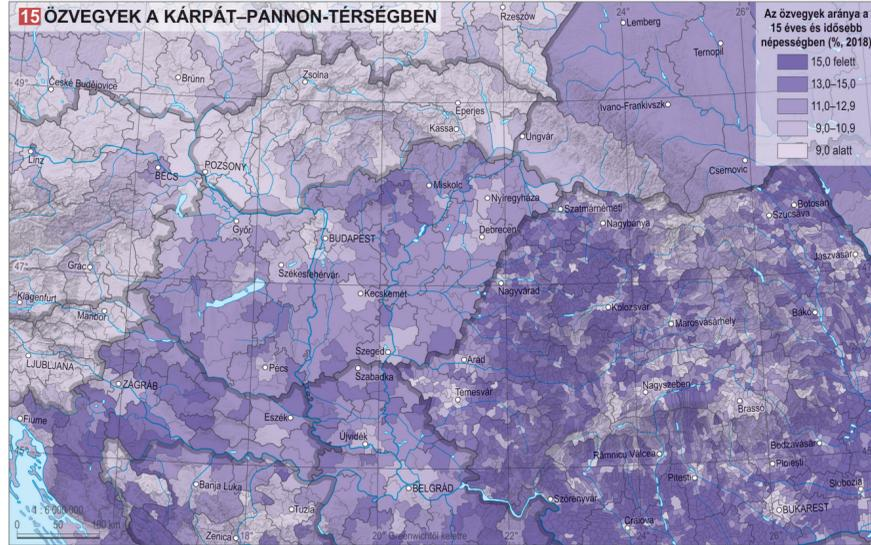 15 ÖZVEGYEK A KÁRPÁT–PANNON-TÉRSÉGBEN
Az özvegyek aránya a
15 éves és idősebb
népességben (%, 2018)
15,0 felett
13,0–15,0
11,0–12,9
9,0–10,9
9,0 alatt
Rzeszów
24°
Lemberg
26°
Ternopil
Zsolna
Brünn
49°
České Budějovice
Eperjes
Ivano-Frankivszk
Kassa
Ungvár
Linz
BÉCS
POZSONY
Csernovic
Miskolc
Nyíregyháza
Szatmárnémeti
Botosán
Szucsáva
Nagybánya
Győr
BUDAPEST
Debrecen
Jászvásár
47°
Grác
Székesfehérvár
Nagyvárad
Klagenfurt
Kecskemét
Kolozsvár
Maribor
Marosvásárhely
Bákó
Szeged
Arad
LJUBLJANA
Pécs
Szabadka
ZÁGRÁB
Temesvár
Nagyszeben
Brassó
Fiume
Eszék
Újvidék
45°
Râmnicu Vâlcea
Bodzavásár
Ploiești
Banja Luka
BELGRÁD
Pitești
Slobozia
Szörényvár
1 : 6 000 000
Tuzla
BUKAREST
0 50 100 km
Craiova
Zenica
18°
20° Greenwichtől keletre
22°
24°
26°